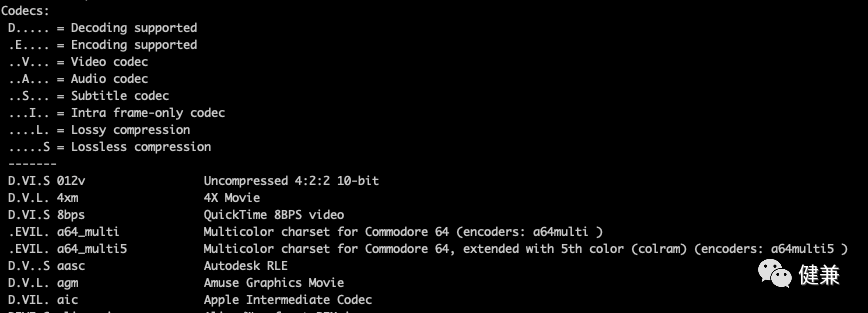 Codecs:
 D..... = Decoding supported
 .E.... = Encoding supported
 ..V... = Video codec
 ..A... = Audio codec
 ..S... = Subtitle codec
 ...I.. = Intra frame-only codec
 ....L. = Lossy compression
 .....S = Lossless compression
 -------
 D.VI.S 012v                 Uncompressed 4:2:2 10-bit
 D.V.L. 4xm                  4X Movie
 D.VI.S 8bps                 QuickTime 8BPS video
 .EVIL. a64_multi            Multicolor charset for Commodore 64 (encoders: a64multi )
 .EVIL. a64_multi5           Multicolor charset for Commodore 64, extended with 5th color (colram) (encoders: a64multi5 )
 D.V..S aasc                 Autodesk RLE
 D.V.L. agm                  Amuse Graphics Movie
 D.VIL. aic                  Apple Intermediate Codec
健兼